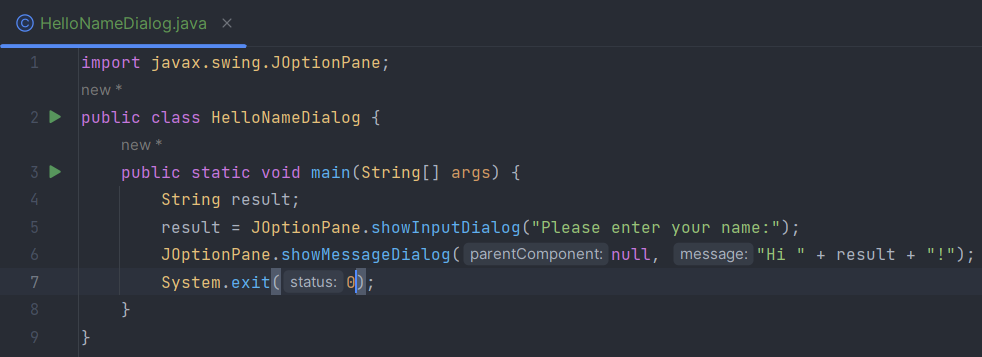 HelloNameDialog.java
1 import javax.swing.JOptionPane;
new *
2 public class HelloNameDialog {
new *
3 public static void main(String[] args) {
4 String result;
5 result = JOptionPane.showInputDialog("Please enter your name:");
6 JOptionPane.showMessageDialog( parentComponent: null, message: "Hi " + result + "!");
7 System.exit( status: 0);
8 }
9 }